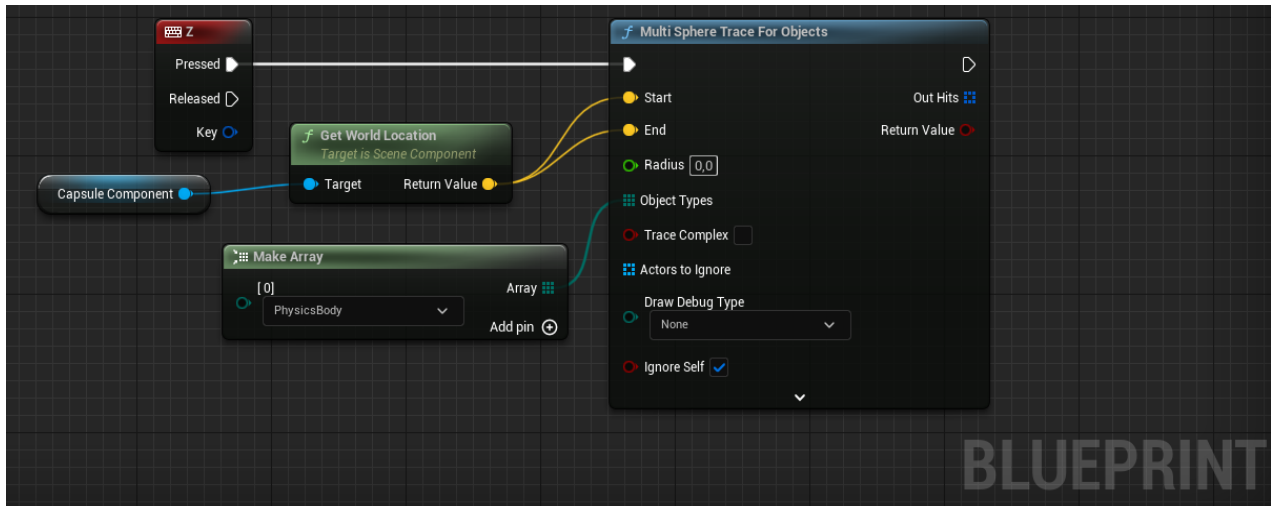 Z
Pressed
Released
Key
Capsule Component
Get World Location
Target is Scene Component
Target Return Value
Make Array
[0] Array
PhysicsBody
Add pin
Multi Sphere Trace For Objects
Start Out Hits
End Return Value
Radius 0,0
Object Types
Trace Complex
Actors to Ignore
Draw Debug Type
None
Ignore Self
BLUEPRINT